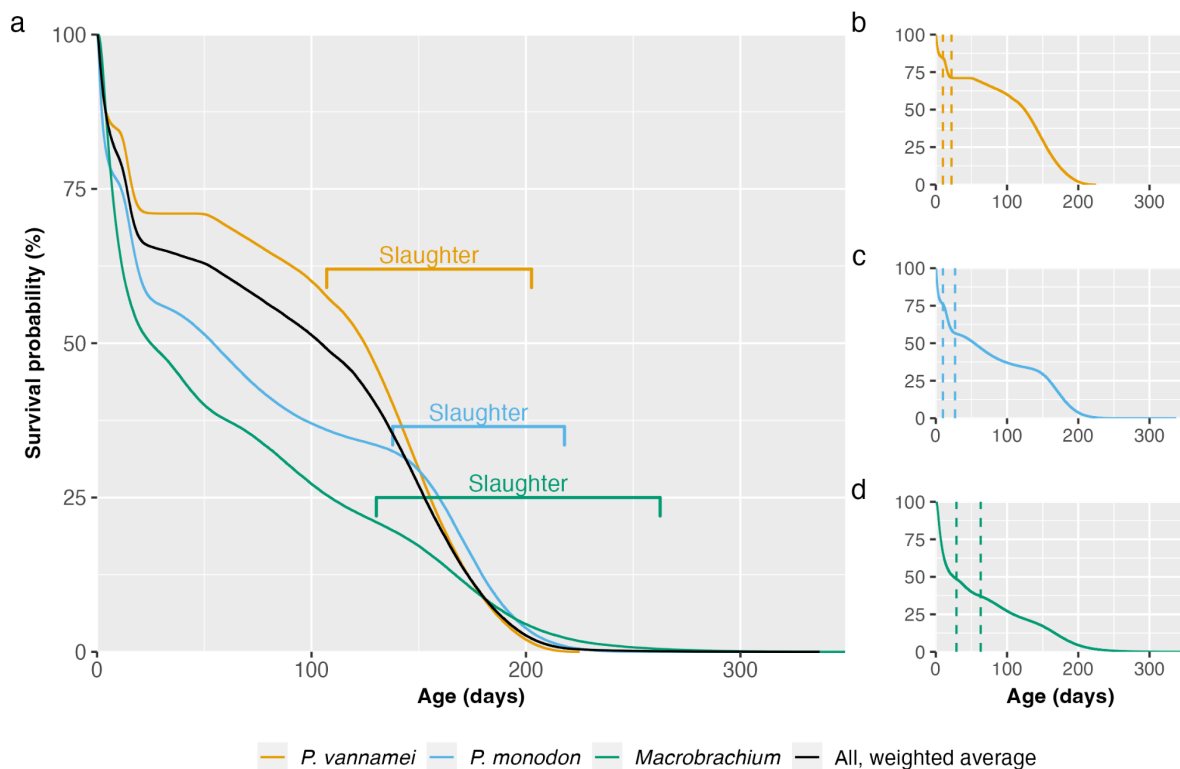 a
100
75
50
25
0
Survival probability (%)
Slaughter
Slaughter
Slaughter
0 100 200 300
Age (days)
b
100
75
50
25
0
0 100 200 300
c
100
75
50
25
0
0 100 200 300
d
100
75
50
25
0
0 100 200 300
Age (days)
P. vannamei P. monodon Macrobrachium All, weighted average